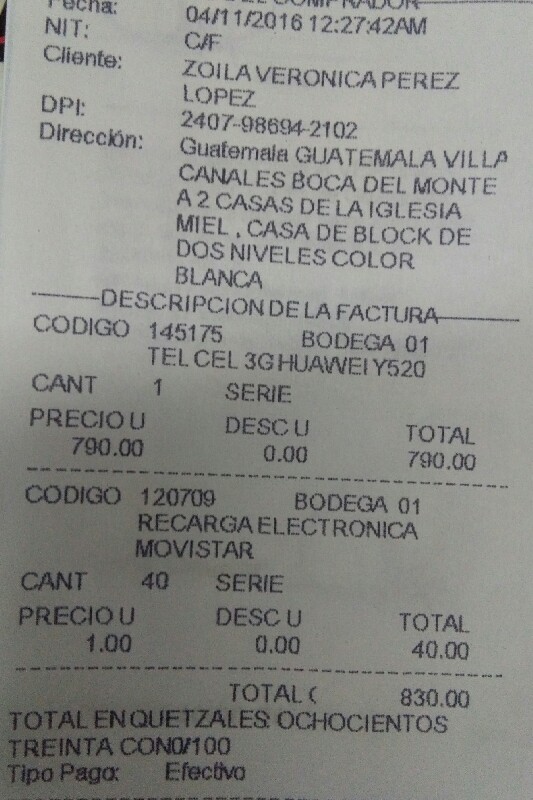 Fecha:
04/11/2016 12:27:42AM
NIT: C/F
Cliente: ZOILA VERONICA PEREZ
LOPEZ
DPI: 2407-98694-2102
Dirección: Guatemala GUATEMALA VILLA
CANALES BOCA DEL MONTE
A 2 CASAS DE LA IGLESIA
MIEL , CASA DE BLOCK DE
DOS NIVELES COLOR
BLANCA
DESCRIPCION DE LA FACTURA
CODIGO 145175 BODEGA 01
TEL CEL 3G HUAWEI Y520
CANT 1 SERIE
PRECIO U DESC U TOTAL
790.00 0.00 790.00
CODIGO 120709 BODEGA 01
RECARGA ELECTRONICA
MOVISTAR
CANT 40 SERIE
PRECIO U DESC U TOTAL
1.00 0.00 40.00
TOTAL ( 830.00
TOTAL EN QUETZALES: OCHOCIENTOS
TREINTA CON0/100
Tipo Pago: Efectivo